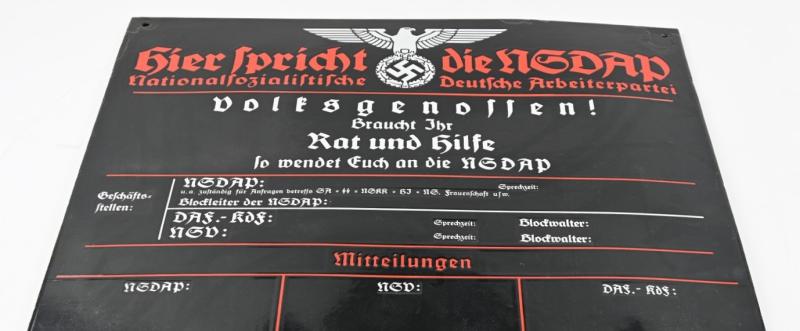 Hier spricht die NSDAP
Nationalsozialistische Deutsche Arbeiterpartei
Volksgenossen!
Braucht Ihr
Rat und Hilfe
so wendet Euch an die NSDAP
Geschäfts-
stellen:
NSDAP:
u.a. zuständig für Anfragen betreffs SA - SS - NSKK - HJ - NS. Frauenschaft usw.
Sprechzeit:
Blockleiter der NSDAP:
DAF.-KdF: Sprechzeit: Blockwalter:
NSV: Sprechzeit: Blockwalter:
Mitteilungen
NSDAP: NSV: DAF.-KdF: